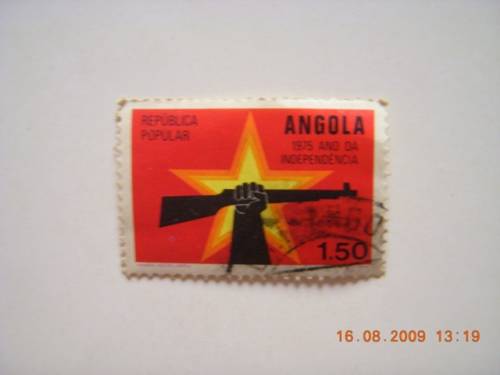 REPÚBLICA
POPULAR
ANGOLA
1975 ANO DA
INDEPENDÊNCIA
1.50
16.08.2009 13:19